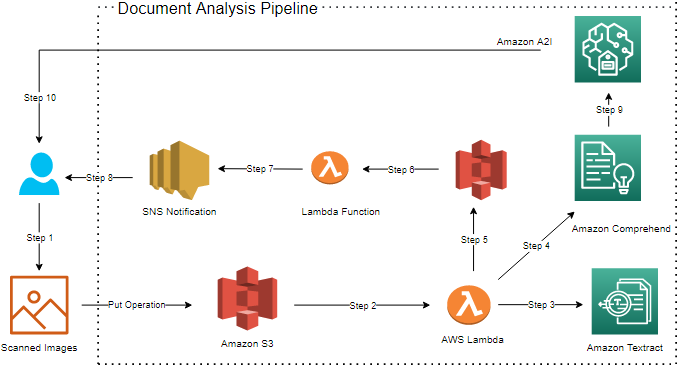 Document Analysis Pipeline
Amazon A2I
Step 10
Step 9
Step 8
Step 7
Step 6
SNS Notification
Lambda Function
Amazon Comprehend
Step 1
Step 5
Step 4
Put Operation
Step 2
Step 3
Scanned Images
Amazon S3
AWS Lambda
Amazon Textract